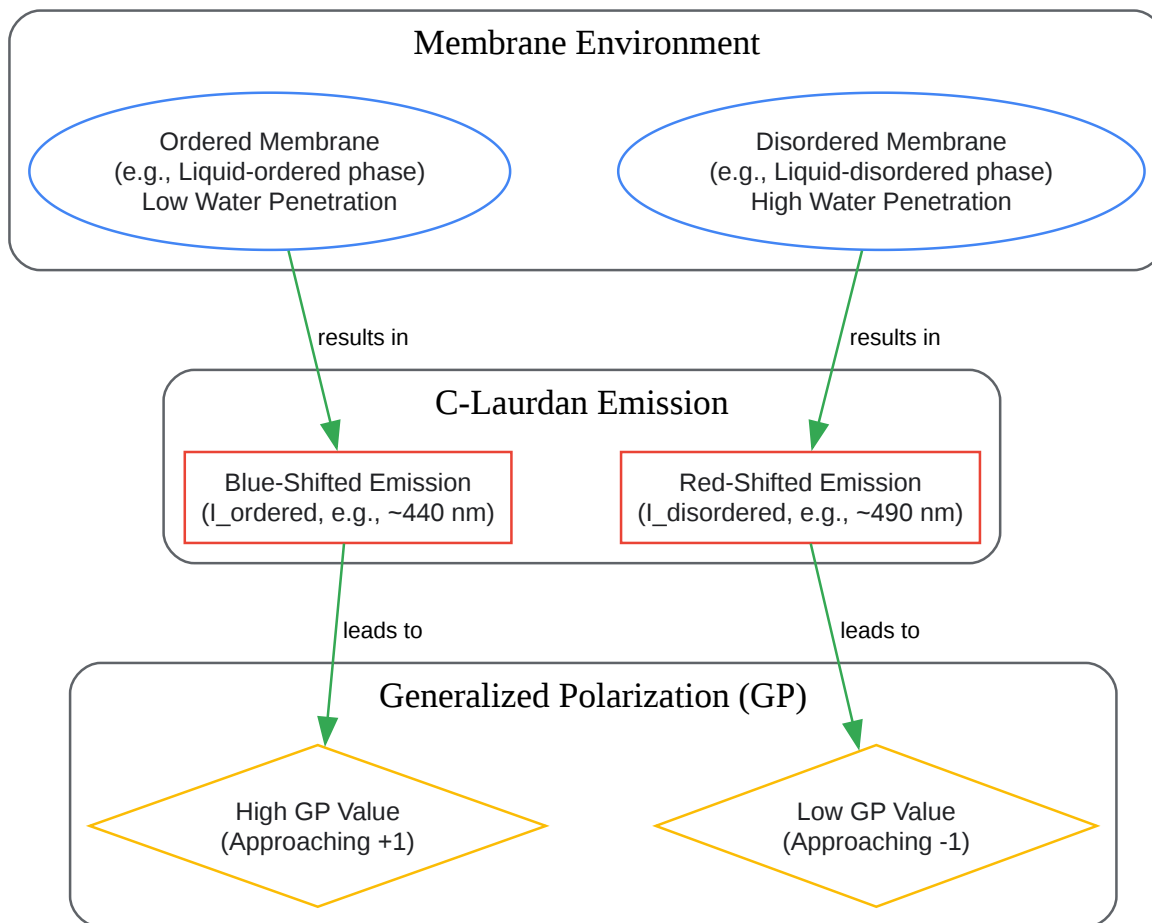 Membrane Environment
Ordered Membrane
(e.g., Liquid-ordered phase)
Low Water Penetration
Disordered Membrane
(e.g., Liquid-disordered phase)
High Water Penetration
results in
results in
C-Laurdan Emission
Blue-Shifted Emission
(I_ordered, e.g., ~440 nm)
Red-Shifted Emission
(I_disordered, e.g., ~490 nm)
leads to
leads to
Generalized Polarization (GP)
High GP Value
(Approaching +1)
Low GP Value
(Approaching -1)